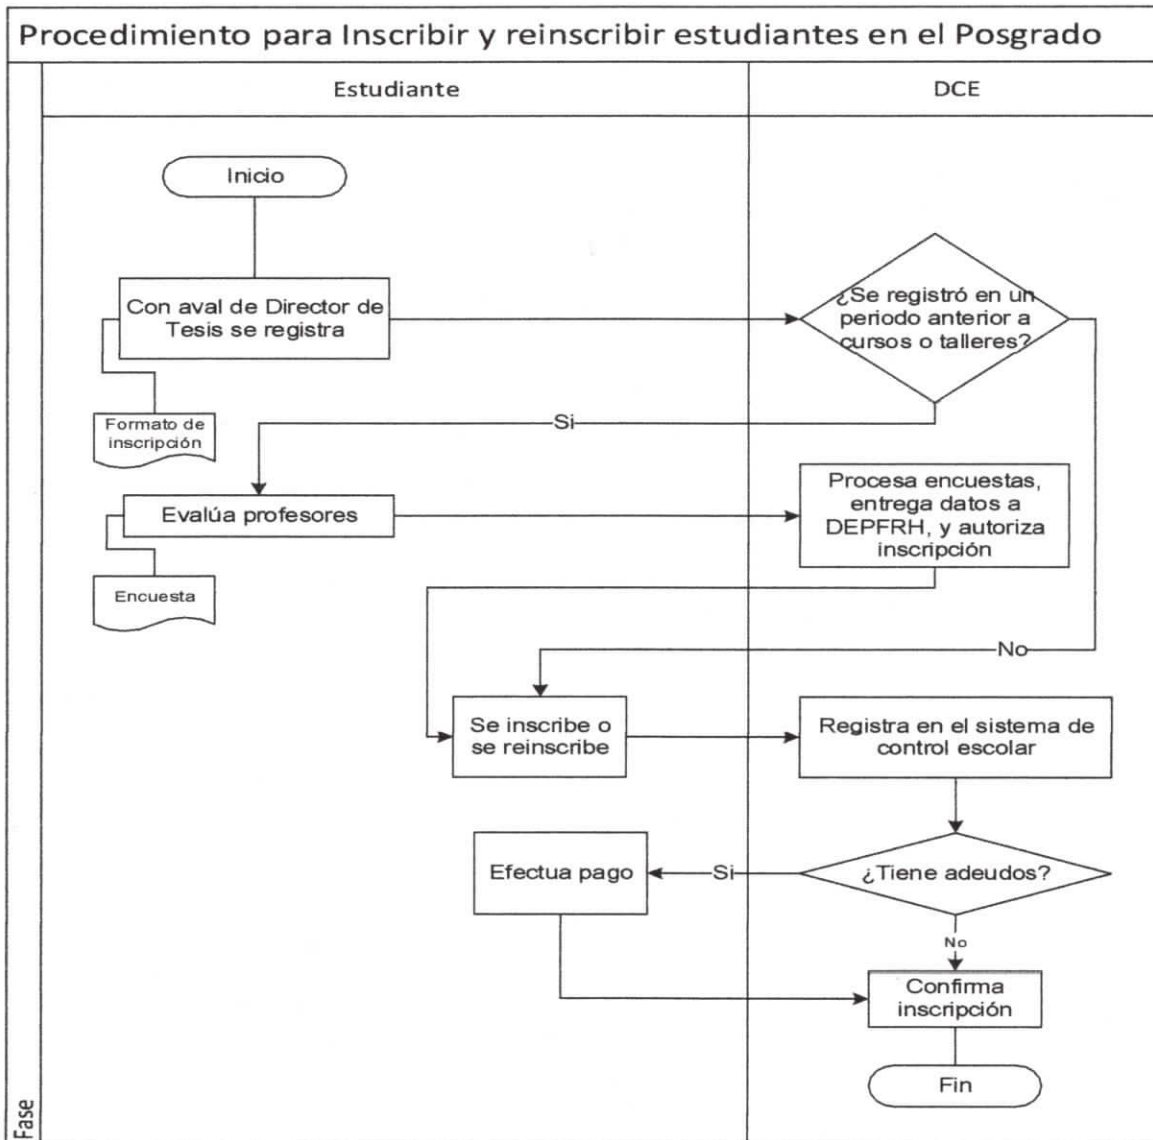 Procedimiento para Inscribir y reinscribir estudiantes en el Posgrado
Estudiante
DCE
Inicio
Con aval de Director de
Tesis se registra
¿Se registró en un
periodo anterior a
cursos o talleres?
Formato de
inscripción
Si
Evalúa profesores
Procesa encuestas,
entrega datos a
DEPFRH, y autoriza
inscripción
Encuesta
No
Se inscribe o
se reinscribe
Registra en el sistema de
control escolar
Efectua pago
Si
¿Tiene adeudos?
No
Confirma
inscripción
Fin
Fase